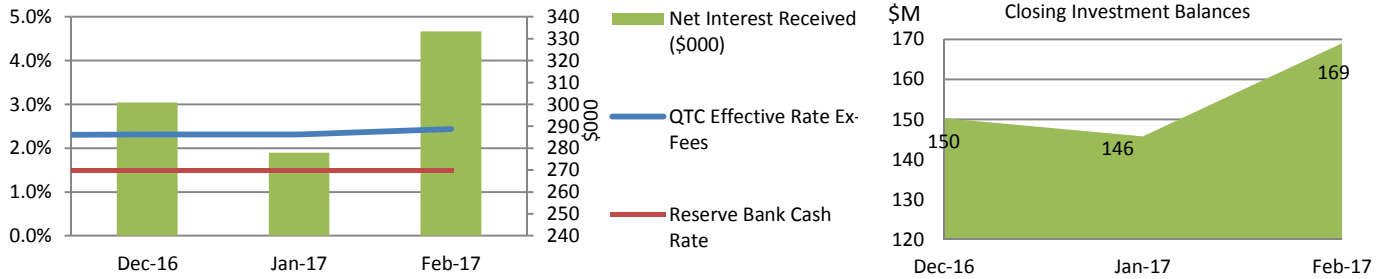 5.0%
4.0%
3.0%
2.0%
1.0%
0.0%
Dec-16
Jan-17
Feb-17
340
330
320
310
300
290
280
270
260
250
240
$000
Net Interest Received
($000)
QTC Effective Rate Ex-
Fees
Reserve Bank Cash
Rate
$M
Closing Investment Balances
170
160
150
140
130
120
150
146
169
Dec-16
Jan-17
Feb-17